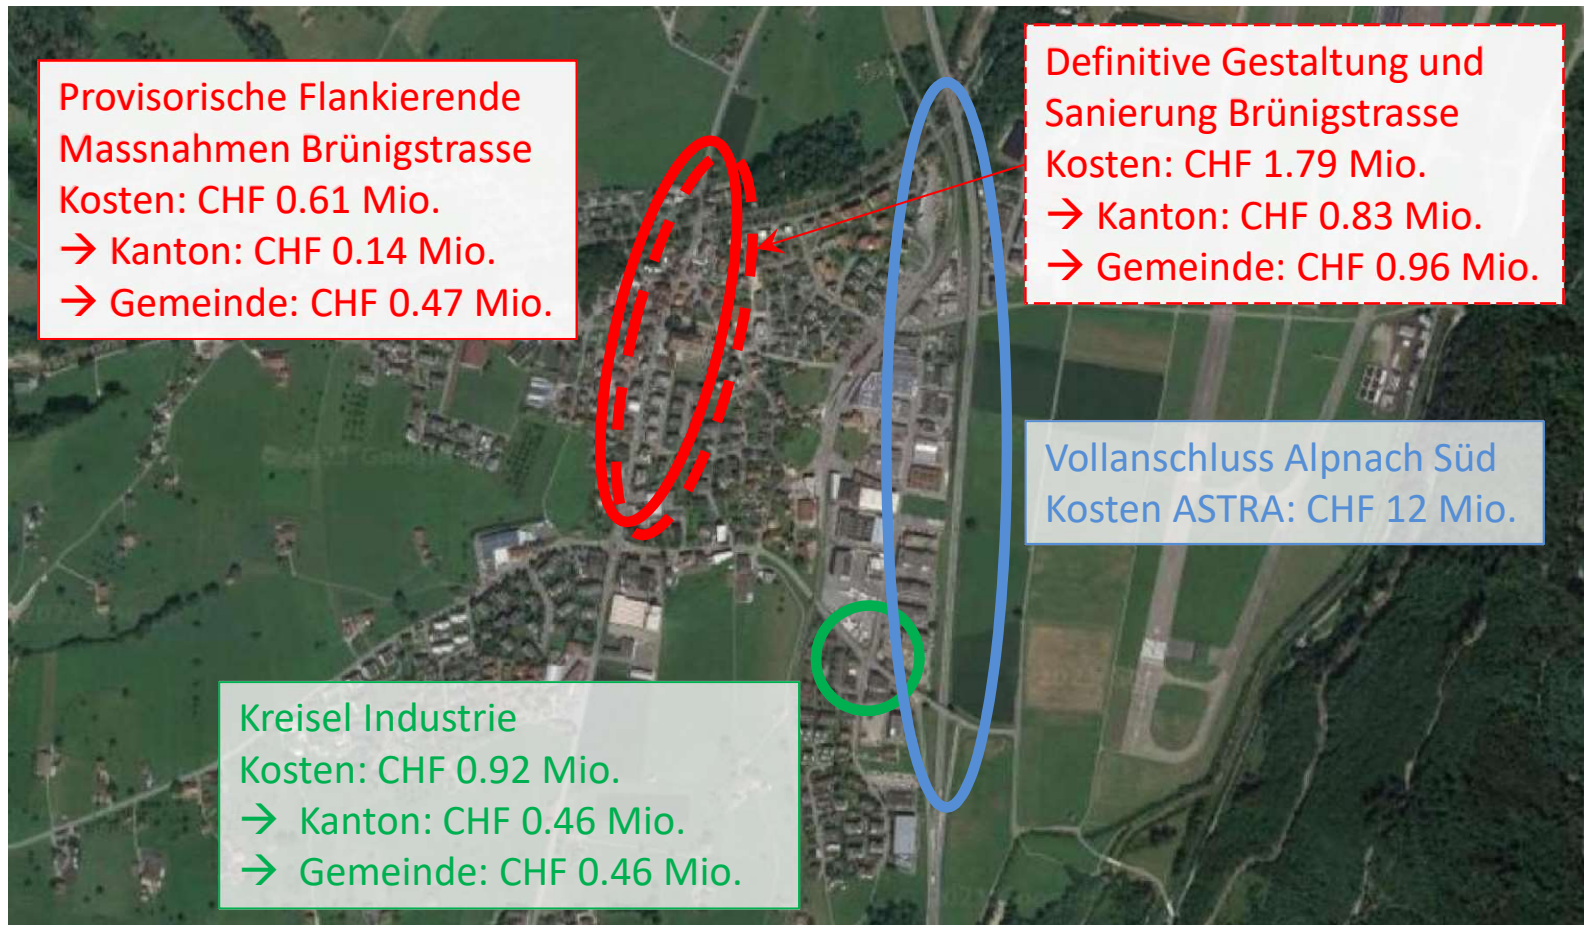 Provisorische Flankierende
Massnahmen Brünigstrasse
Kosten: CHF 0.61 Mio.
→ Kanton: CHF 0.14 Mio.
→ Gemeinde: CHF 0.47 Mio.
Definitive Gestaltung und
Sanierung Brünigstrasse
Kosten: CHF 1.79 Mio.
→ Kanton: CHF 0.83 Mio.
→ Gemeinde: CHF 0.96 Mio.
Vollanschluss Alpnach Süd
Kosten ASTRA: CHF 12 Mio.
Kreisel Industrie
Kosten: CHF 0.92 Mio.
→ Kanton: CHF 0.46 Mio.
→ Gemeinde: CHF 0.46 Mio.